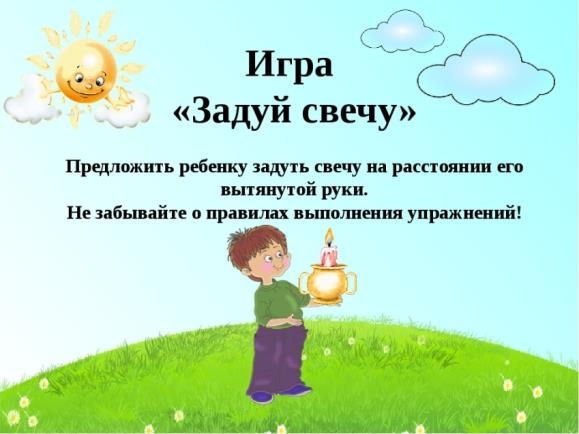 Игра
«Задуй свечу»
Предложить ребенку задуть свечу на расстоянии его
вытянутой руки.
Не забывайте о правилах выполнения упражнений!